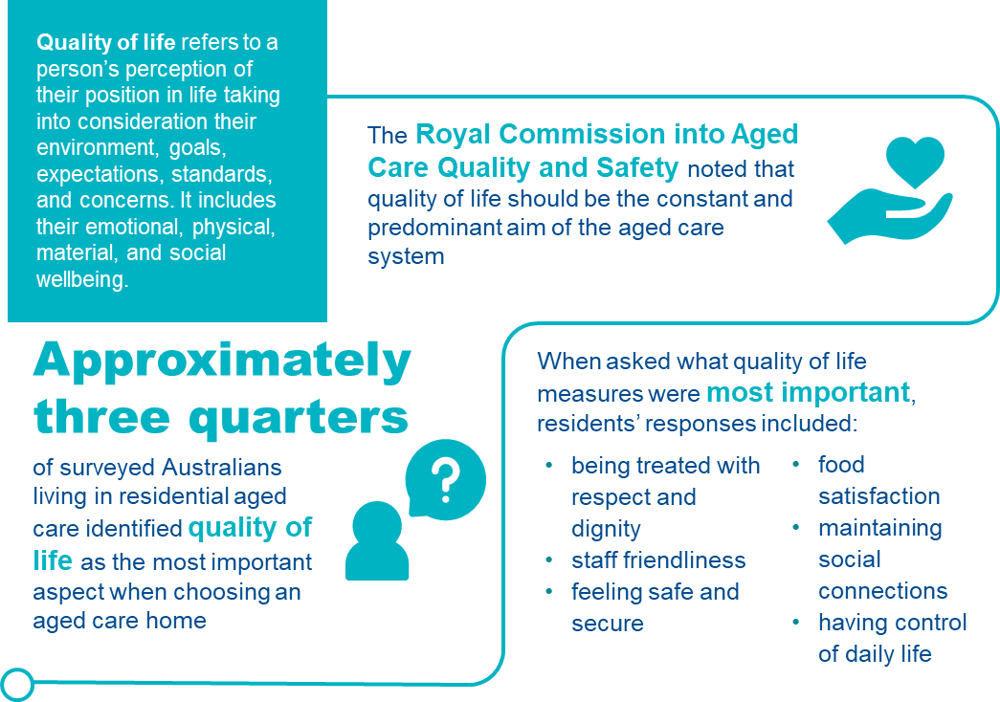 Quality of life refers to a
person’s perception of
their position in life taking
into consideration their
environment, goals,
expectations, standards,
and concerns. It includes
their emotional, physical,
material, and social
wellbeing.
The Royal Commission into Aged
Care Quality and Safety noted that
quality of life should be the constant and
predominant aim of the aged care
system
Approximately
three quarters
of surveyed Australians
living in residential aged
care identified quality of
life as the most important
aspect when choosing an
aged care home
?
When asked what quality of life
measures were most important,
residents’ responses included:
• being treated with
respect and
dignity
• staff friendliness
• feeling safe and
secure
• food
satisfaction
• maintaining
social
connections
• having control
of daily life